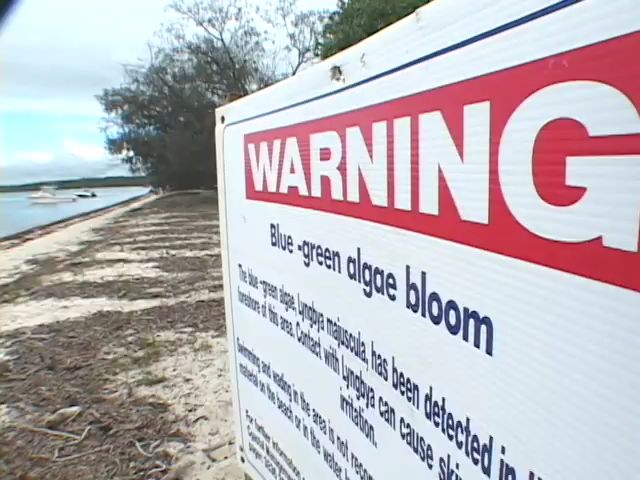 WARNING
Blue -green algae bloom
The blue -green algae, Lyngbya majuscula, has been detected in
foreshore of this area. Contact with Lyngbya can cause
irritation.
Swimming and wading in the area is not
material on the beach or in the water.
For further information